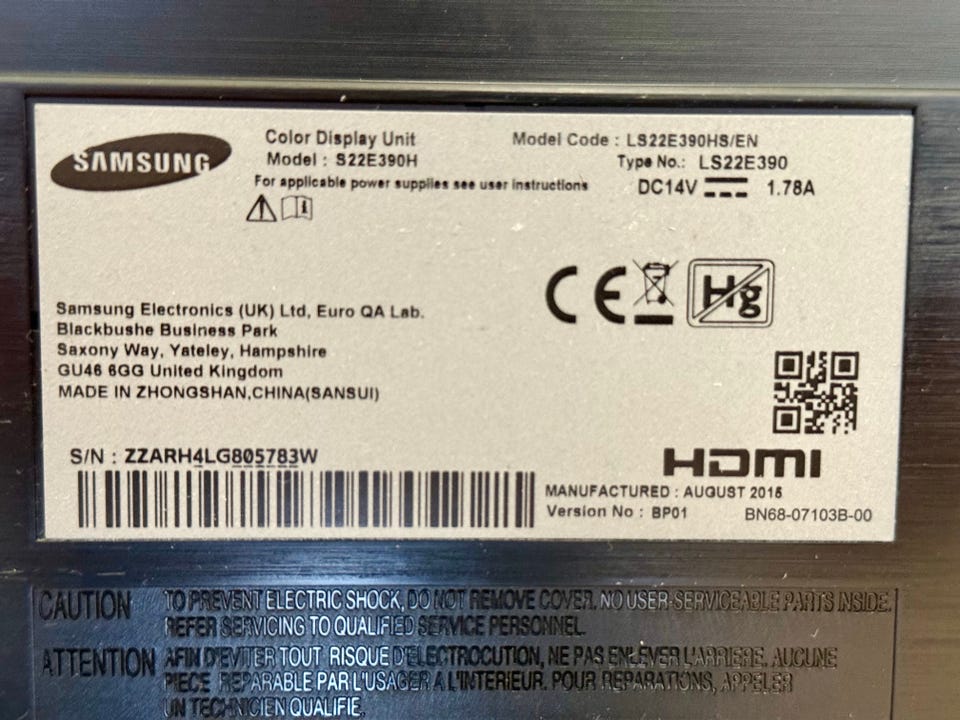 SAMSUNG
Color Display Unit
Model : S22E390H
Model Code : LS22E390HS/EN
Type No.: LS22E390
For applicable power supplies see user instructions
DC14V 1.78A
CE
Hg
Samsung Electronics (UK) Ltd, Euro QA Lab.
Blackbushe Business Park
Saxony Way, Yateley, Hampshire
GU46 6GG United Kingdom
MADE IN ZHONGSHAN,CHINA(SANSUI)
S/N : ZZARH4LG805783W
HDMI
MANUFACTURED : AUGUST 2015
Version No : BP01
BN68-07103B-00
CAUTION TO PREVENT ELECTRIC SHOCK, DO NOT REMOVE COVER. NO USER-SERVICEABLE PARTS INSIDE.
REFER SERVICING TO QUALIFIED SERVICE PERSONNEL.
ATTENTION AFIN D'EVITER TOUT RISQUE D'ELECTROCUTION, NE PAS ENLEVER L'ARRIERE. AUCUNE
PIECE REPARABLE PAR L'USAGER A L'INTERIEUR. POUR REPARATIONS, APPELER
UN TECHNICIEN QUALIFIE.